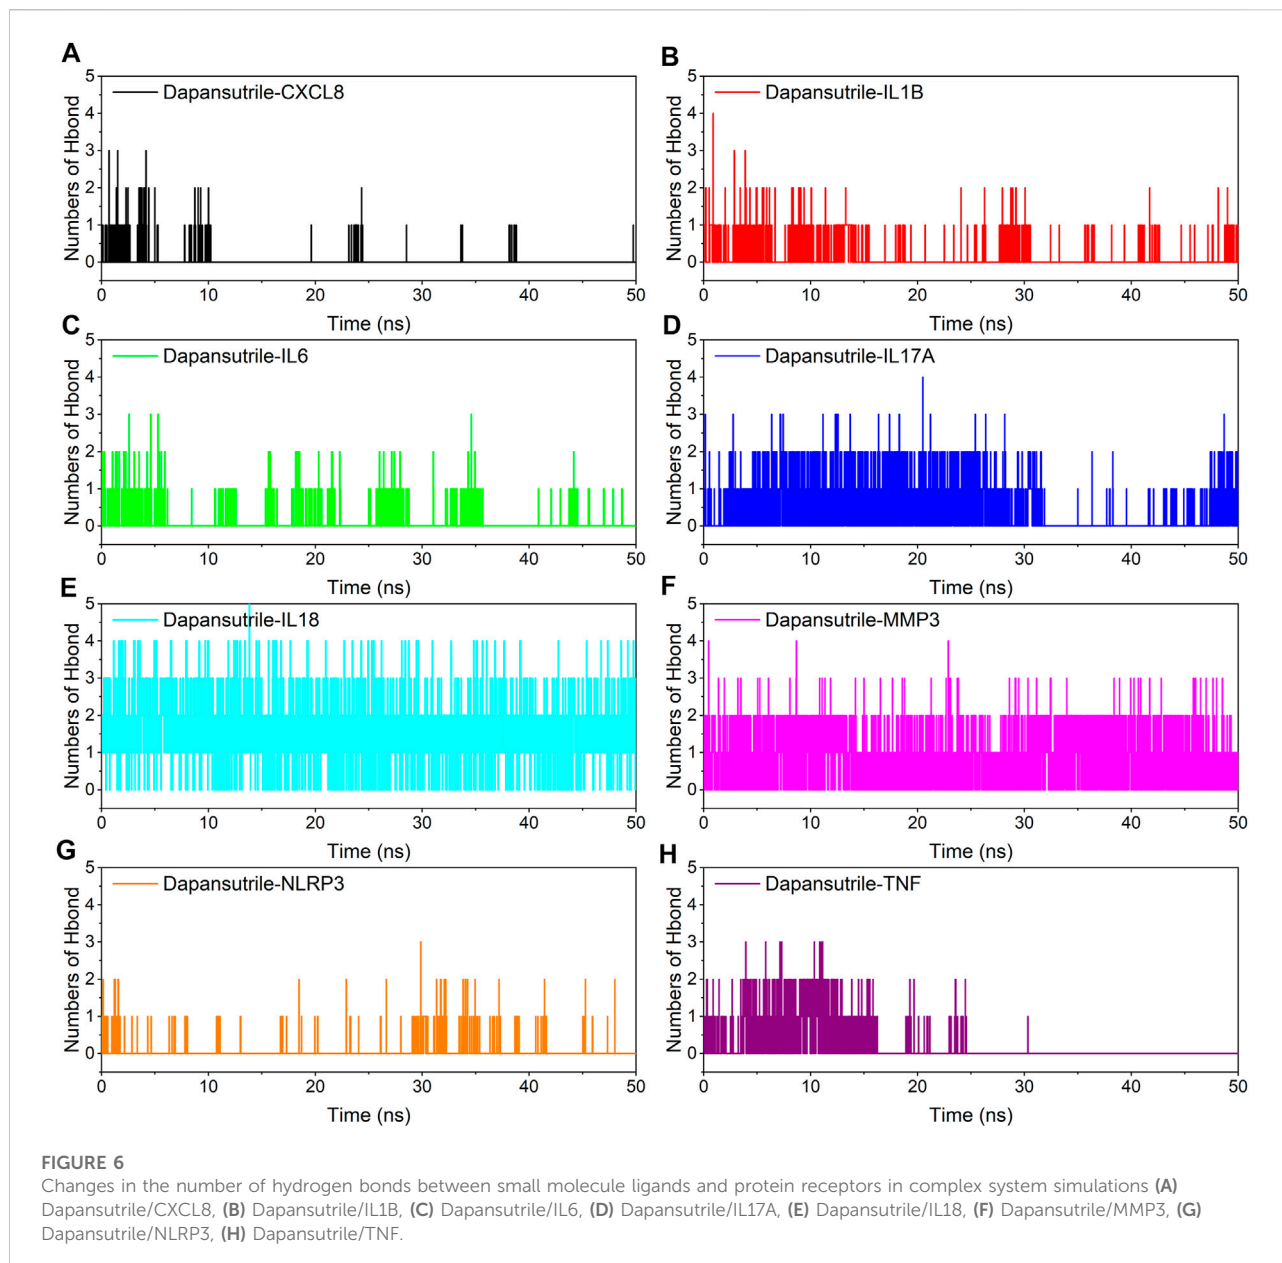 A
B
5
4
3
2
1
0
Numbers of Hbond
Dapansutrile-CXCL8
0 10 20 30 40 50
Time (ns)
5
4
3
2
1
0
Numbers of Hbond
Dapansutrile-IL1B
0 10 20 30 40 50
Time (ns)
C
D
5
4
3
2
1
0
Numbers of Hbond
Dapansutrile-IL6
0 10 20 30 40 50
Time (ns)
5
4
3
2
1
0
Numbers of Hbond
Dapansutrile-IL17A
0 10 20 30 40 50
Time (ns)
E
F
5
4
3
2
1
0
Numbers of Hbond
Dapansutrile-IL18
0 10 20 30 40 50
Time (ns)
5
4
3
2
1
0
Numbers of Hbond
Dapansutrile-MMP3
0 10 20 30 40 50
Time (ns)
G
H
5
4
3
2
1
0
Numbers of Hbond
Dapansutrile-NLRP3
0 10 20 30 40 50
Time (ns)
5
4
3
2
1
0
Numbers of Hbond
Dapansutrile-TNF
0 10 20 30 40 50
Time (ns)
FIGURE 6
Changes in the number of hydrogen bonds between small molecule ligands and protein receptors in complex system simulations (A)
Dapansutrile/CXCL8, (B) Dapansutrile/IL1B, (C) Dapansutrile/IL6, (D) Dapansutrile/IL17A, (E) Dapansutrile/IL18, (F) Dapansutrile/MMP3, (G)
Dapansutrile/NLRP3, (H) Dapansutrile/TNF.